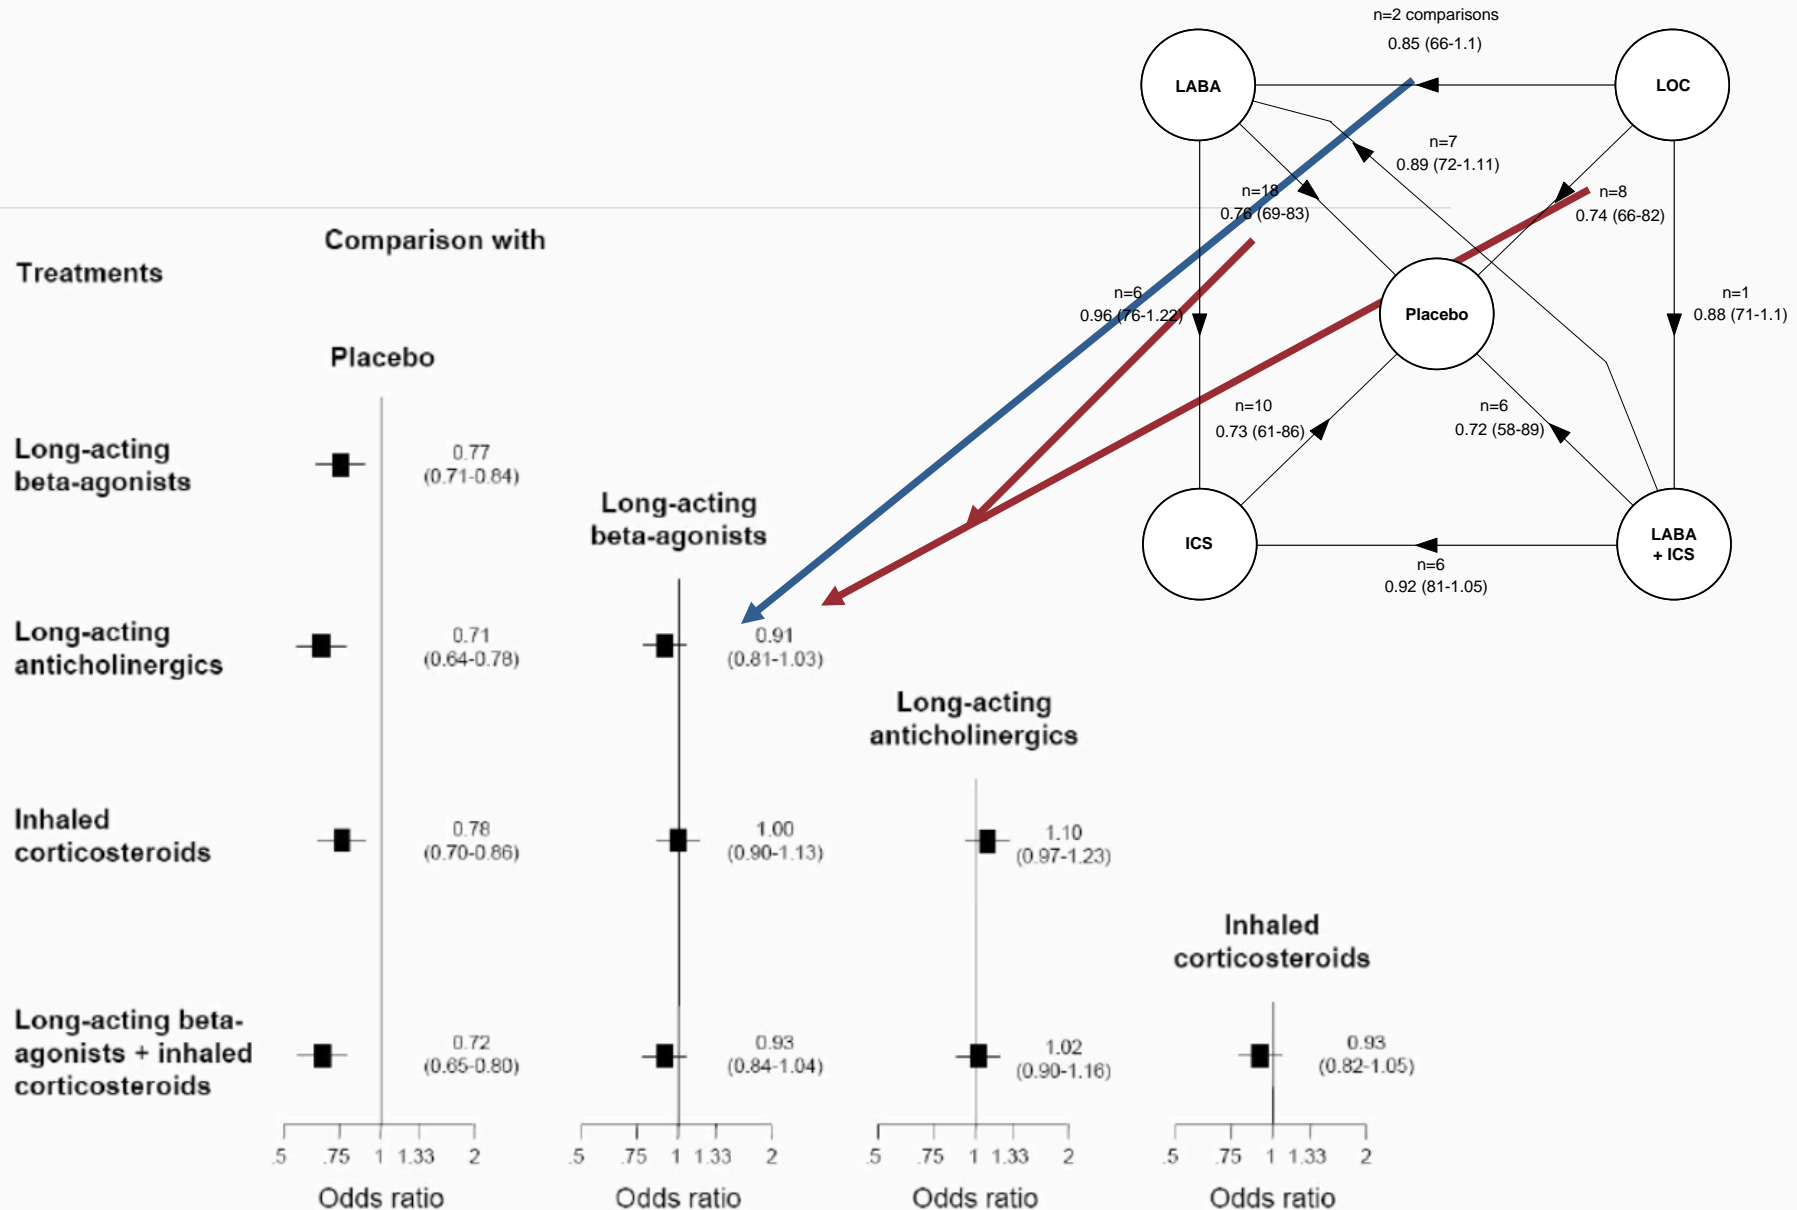 n=2 comparisons
0.85 (66-1.1)
LABA
LOC
n=7
0.89 (72-1.11)
n=18
0.76 (69-83)
n=8
0.74 (66-82)
n=6
0.96 (76-1.22)
Placebo
n=1
0.88 (71-1.1)
n=10
0.73 (61-86)
n=6
0.72 (58-89)
ICS
LABA
+ ICS
n=6
0.92 (81-1.05)
Comparison with
Treatments
Placebo
Long-acting
beta-agonists
0.77
(0.71-0.84)
Long-acting
beta-agonists
Long-acting
anticholinergics
0.71
(0.64-0.78)
0.91
(0.81-1.03)
Long-acting
anticholinergics
Inhaled
corticosteroids
0.78
(0.70-0.86)
1.00
(0.90-1.13)
1.10
(0.97-1.23)
Inhaled
corticosteroids
Long-acting beta-
agonists + inhaled
corticosteroids
0.72
(0.65-0.80)
0.93
(0.84-1.04)
1.02
(0.90-1.16)
0.93
(0.82-1.05)
.5 .75 1 1.33 2
.5 .75 1 1.33 2
.5 .75 1 1.33 2
.5 .75 1 1.33 2
Odds ratio
Odds ratio
Odds ratio
Odds ratio